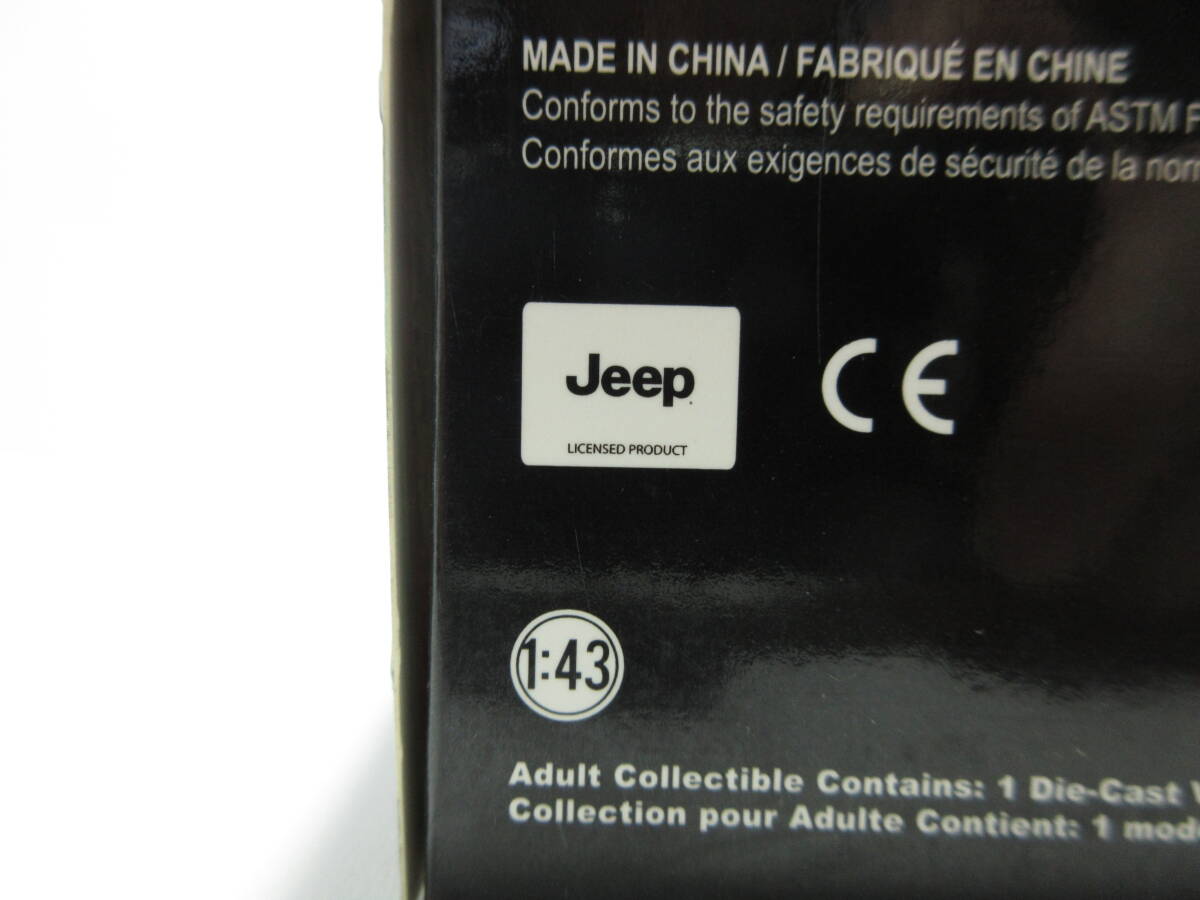 MADE IN CHINA / FABRIQUÉ EN CHINE
Conforms to the safety requirements of ASTM
Conformes aux exigences de sécurité de la
Jeep
LICENSED PRODUCT
CE
1:43
Adult Collectible Contains: 1 Die-Cast
Collection pour Adulte Contient: 1